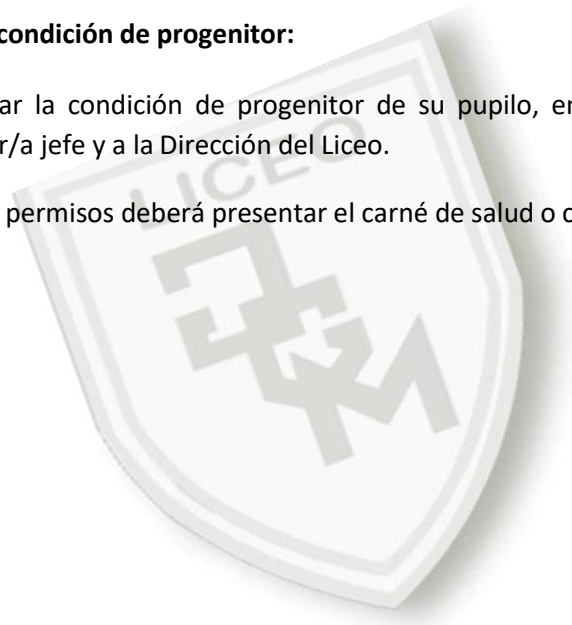 condición de progenitor:
ar la condición de progenitor de su pupilo, en
r/a jefe y a la Dirección del Liceo.
LICEO
permisos deberá presentar el carné de salud o